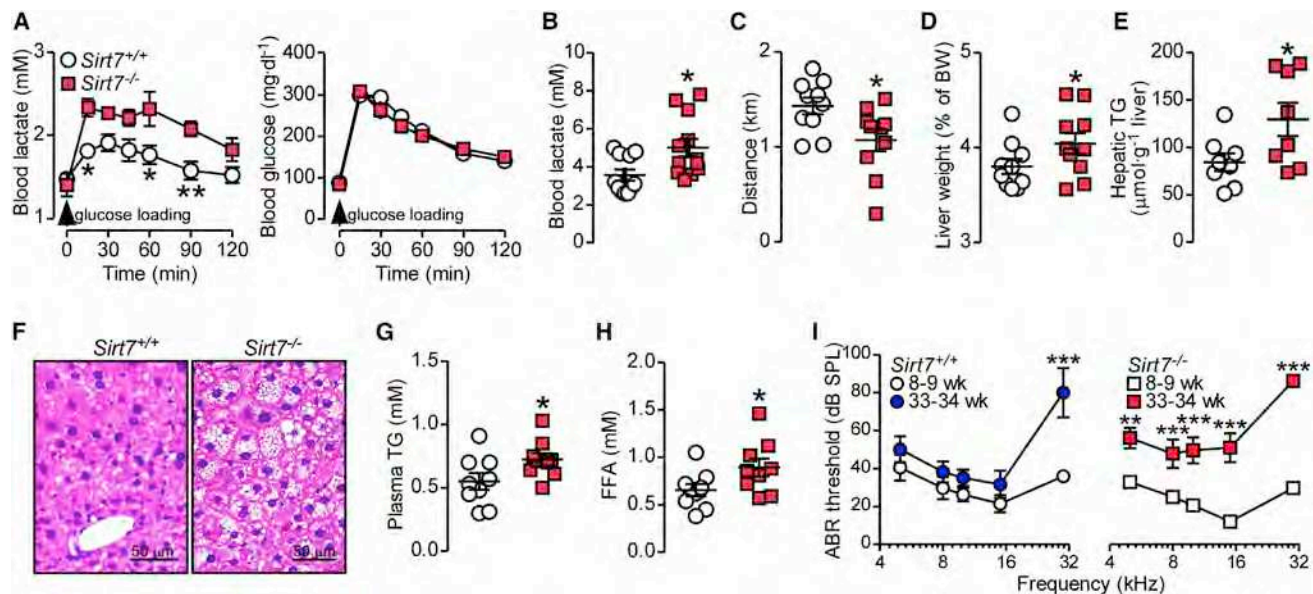 A
Blood lactate (mM)
3
2
1
Sirt7+/+
Sirt7-/-
*
*
**
glucose loading
0 30 60 90 120
Time (min)
Blood glucose (mg·dl-1)
400
300
200
100
0
glucose loading
0 30 60 90 120
Time (min)
B
Blood lactate (mM)
10
8
6
4
2
0
*
C
Distance (km)
2
1
0
*
D
Liver weight (% of BW)
5
4
3
*
E
Hepatic TG
(μmol·g-1 liver)
200
150
100
50
0
*
F
Sirt7+/+
Sirt7-/-
50 μm
50 μm
G
Plasma TG (mM)
1.5
1.0
0.5
0.0
*
H
FFA (mM)
2.0
1.5
1.0
0.5
0.0
*
I
ABR threshold (dB SPL)
100
80
60
40
20
0
Sirt7+/+
8-9 wk
33-34 wk
***
4 8 16 32
Sirt7-/-
8-9 wk
33-34 wk
**
***
***
***
***
4 8 16 32
Frequency (kHz)